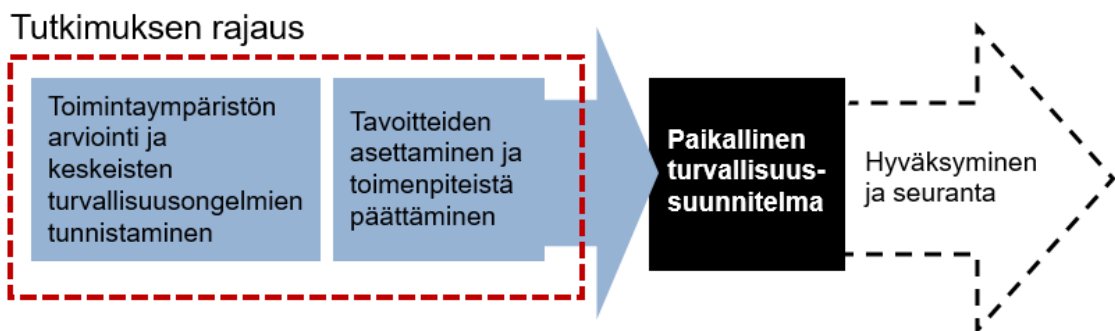 Tutkimuksen rajaus
Toimintaympäristön
arviointi ja
keskeisten
turvallisuusongelmien
tunnistaminen
Tavoitteiden
asettaminen ja
toimenpiteistä
päättäminen
Paikallinen
turvallisuus-
suunnitelma
Hyväksyminen
ja seuranta